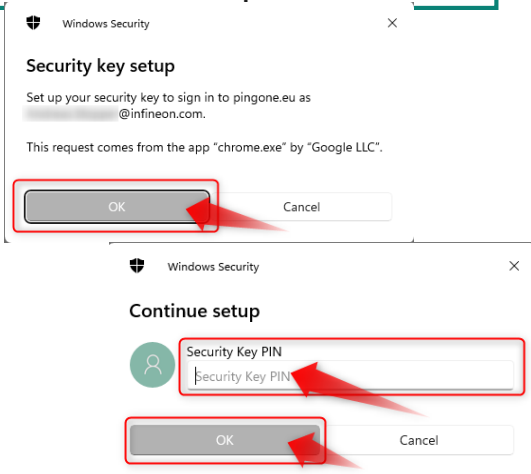 Windows Security
Security key setup
Set up your security key to sign in to pingone.eu as
@infineon.com.
This request comes from the app “chrome.exe” by “Google LLC”.
OK
Cancel
Windows Security
Continue setup
Security Key PIN
Security Key PIN
OK
Cancel